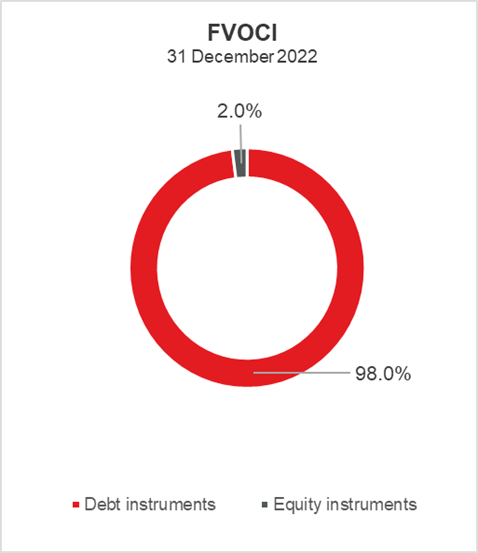 FVOCI
31 December 2022
2.0%
98.0%
Debt instruments
Equity instruments